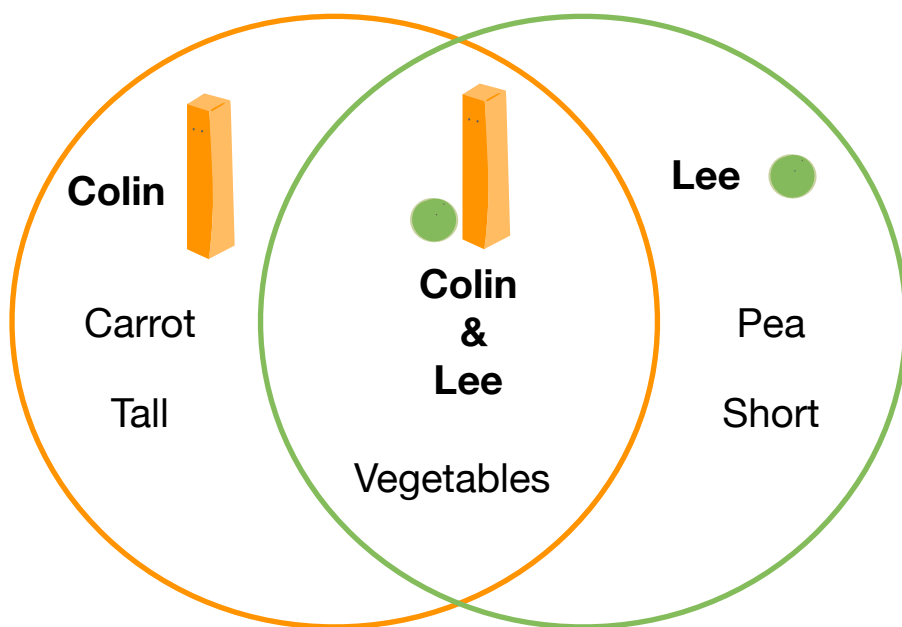 Colin
Carrot
Tall
Colin
&
Lee
Vegetables
Lee
Pea
Short